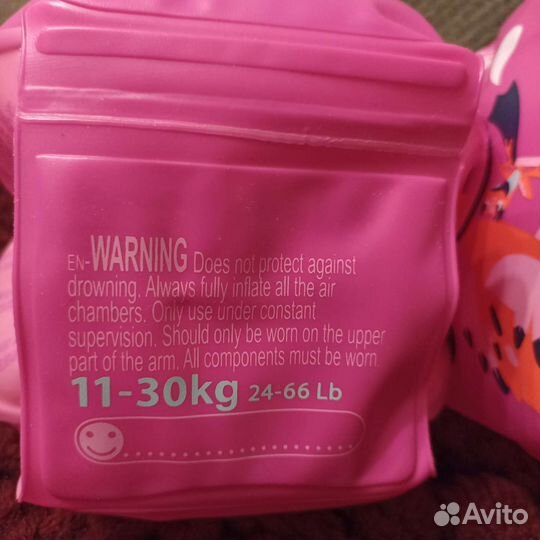 EN-WARNING Does not protect against
drowning. Always fully inflate all the air
chambers. Only use under constant
supervision. Should only be worn on the upper
part of the arm. All components must be worn.
11-30kg 24-66 Lb
Avito